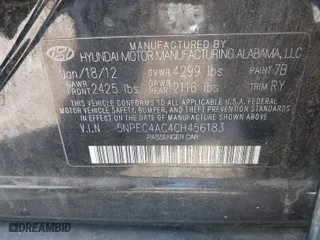 MANUFACTURED BY
HYUNDAI MOTOR MANUFACTURING ALABAMA, LLC
Jan/18/12 GVWR 4299 lbs PAINT 7B
GAWR FRONT 2425 lbs GAWR REAR 2116 lbs TRIM RY
THIS VEHICLE CONFORMS TO ALL APPLICABLE U.S.A.
FEDERAL MOTOR VEHICLE SAFETY, BUMPER, AND THEFT
PREVENTION STANDARDS IN EFFECT ON THE DATE OF
MANUFACTURE SHOWN ABOVE.
V.I.N 5NPEC4AC4CH456183
PASSENGER CAR